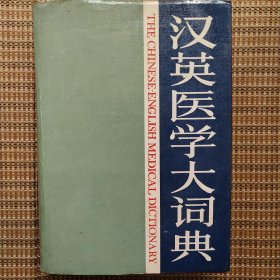 汉英医学大词典
THE CHINESE-ENGLISH MEDICAL DICTIONARY